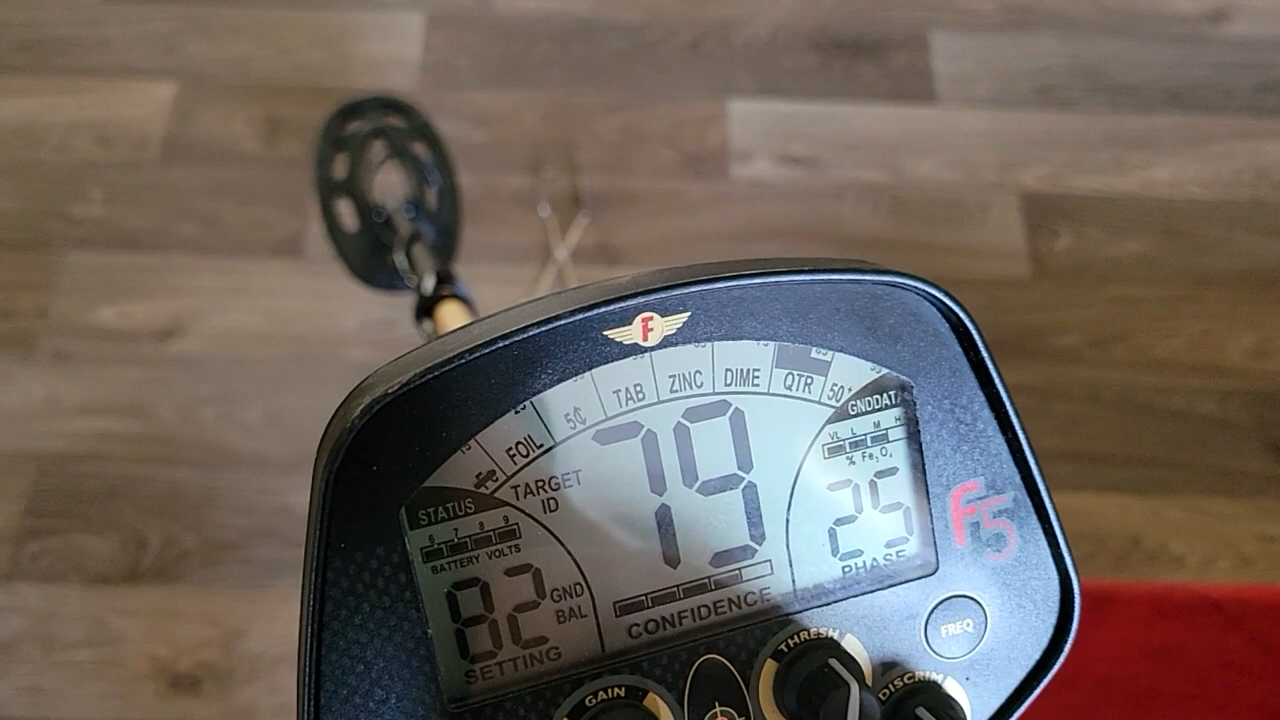 F
TAB ZINC DIME QTR 50+
5¢
FOIL
GNDDATA
VL L M H
% Fe3O4
25
PHASE
TARGET
ID
79
CONFIDENCE
STATUS
6 7 8 9
BATTERY VOLTS
82 GND
BAL
SETTING
F5
FREQ
THRESH
DISCRIM
GAIN